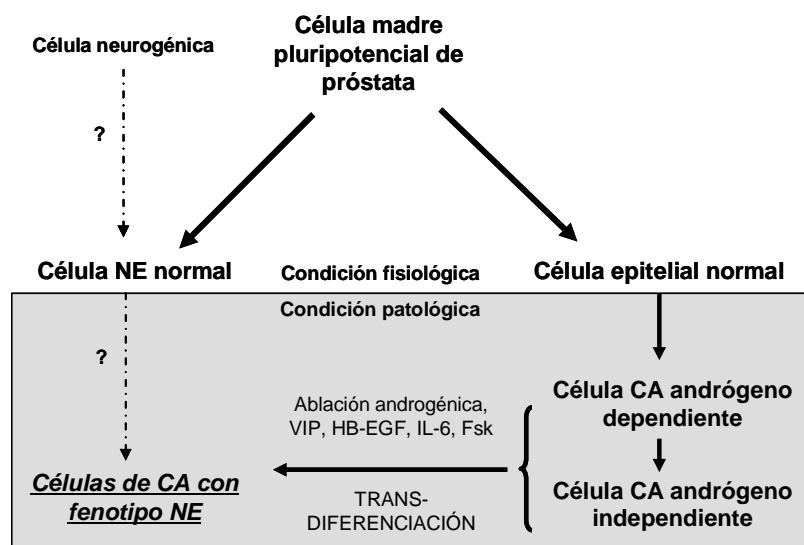 Célula neurogénica
Célula madre
pluripotencial de
próstata
?
Célula NE normal
Condición fisiológica
Célula epitelial normal
Condición patológica
?
Ablación androgénica,
VIP, HB-EGF, IL-6, Fsk
Célula CA andrógeno
dependiente
Células de CA con
fenotipo NE
TRANS-
DIFERENCIACIÓN
Célula CA andrógeno
independiente